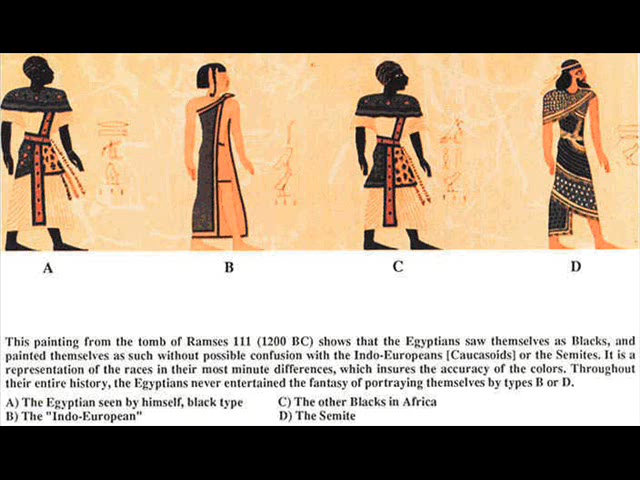 A B C D
This painting from the tomb of Ramses 111 (1200 BC) shows that the Egyptians saw themselves as Blacks, and
painted themselves as such without possible confusion with the Indo-Europeans [Caucasoids] or the Semites. It is a
representation of the races in their most minute differences, which insures the accuracy of the colors. Throughout
their entire history, the Egyptians never entertained the fantasy of portraying themselves by types B or D.
A) The Egyptian seen by himself, black type C) The other Blacks in Africa
B) The "Indo-European" D) The Semite